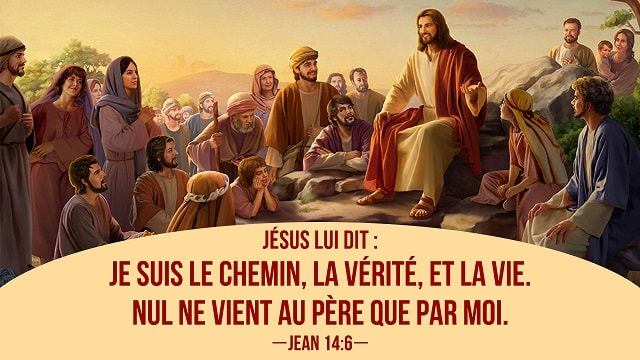 JÉSUS LUI DIT :
JE SUIS LE CHEMIN, LA VÉRITÉ, ET LA VIE.
NUL NE VIENT AU PÈRE QUE PAR MOI.
—JEAN 14:6—